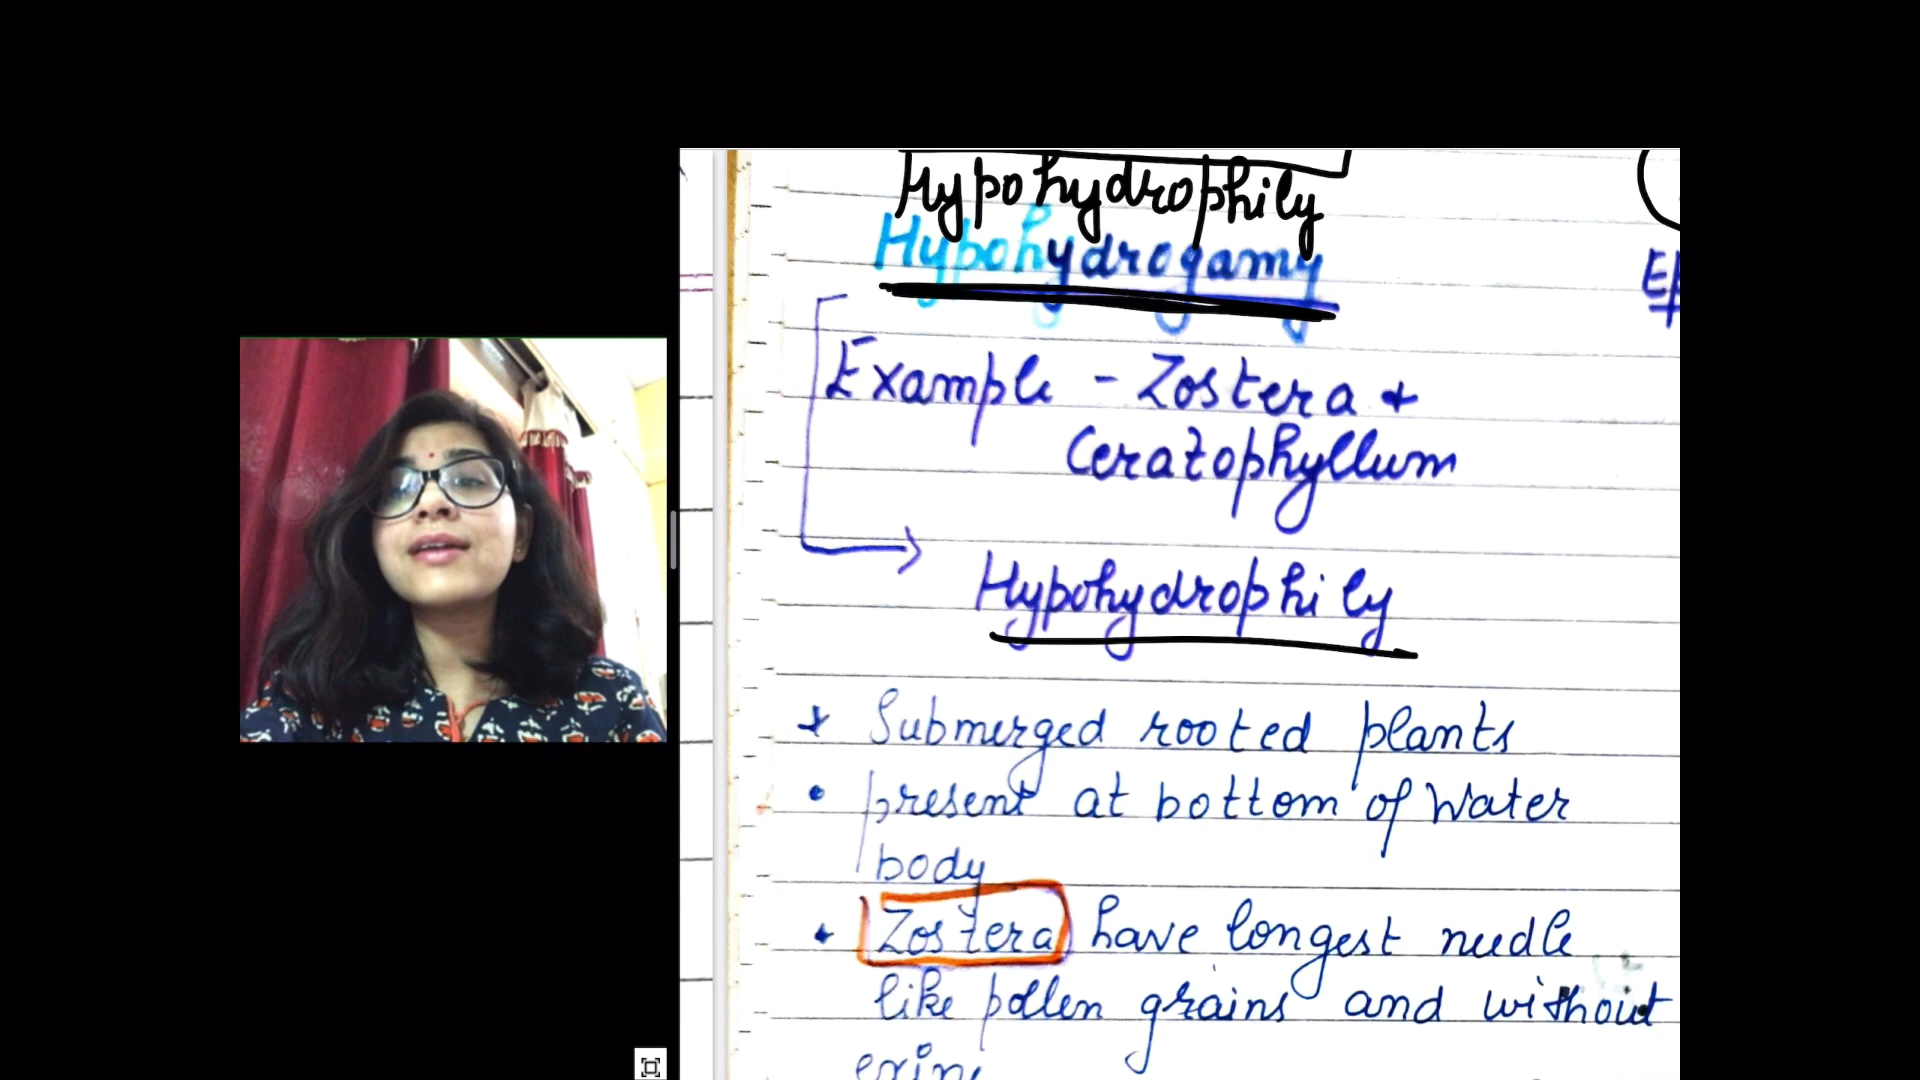 Hypohydrophily
Hypohydrogamy
Example - Zostera +
Ceratophyllum
Hypohydrophily
* Submerged rooted plants
• present at bottom of Water
body
• Zostera have longest needle
like pollen grains and without